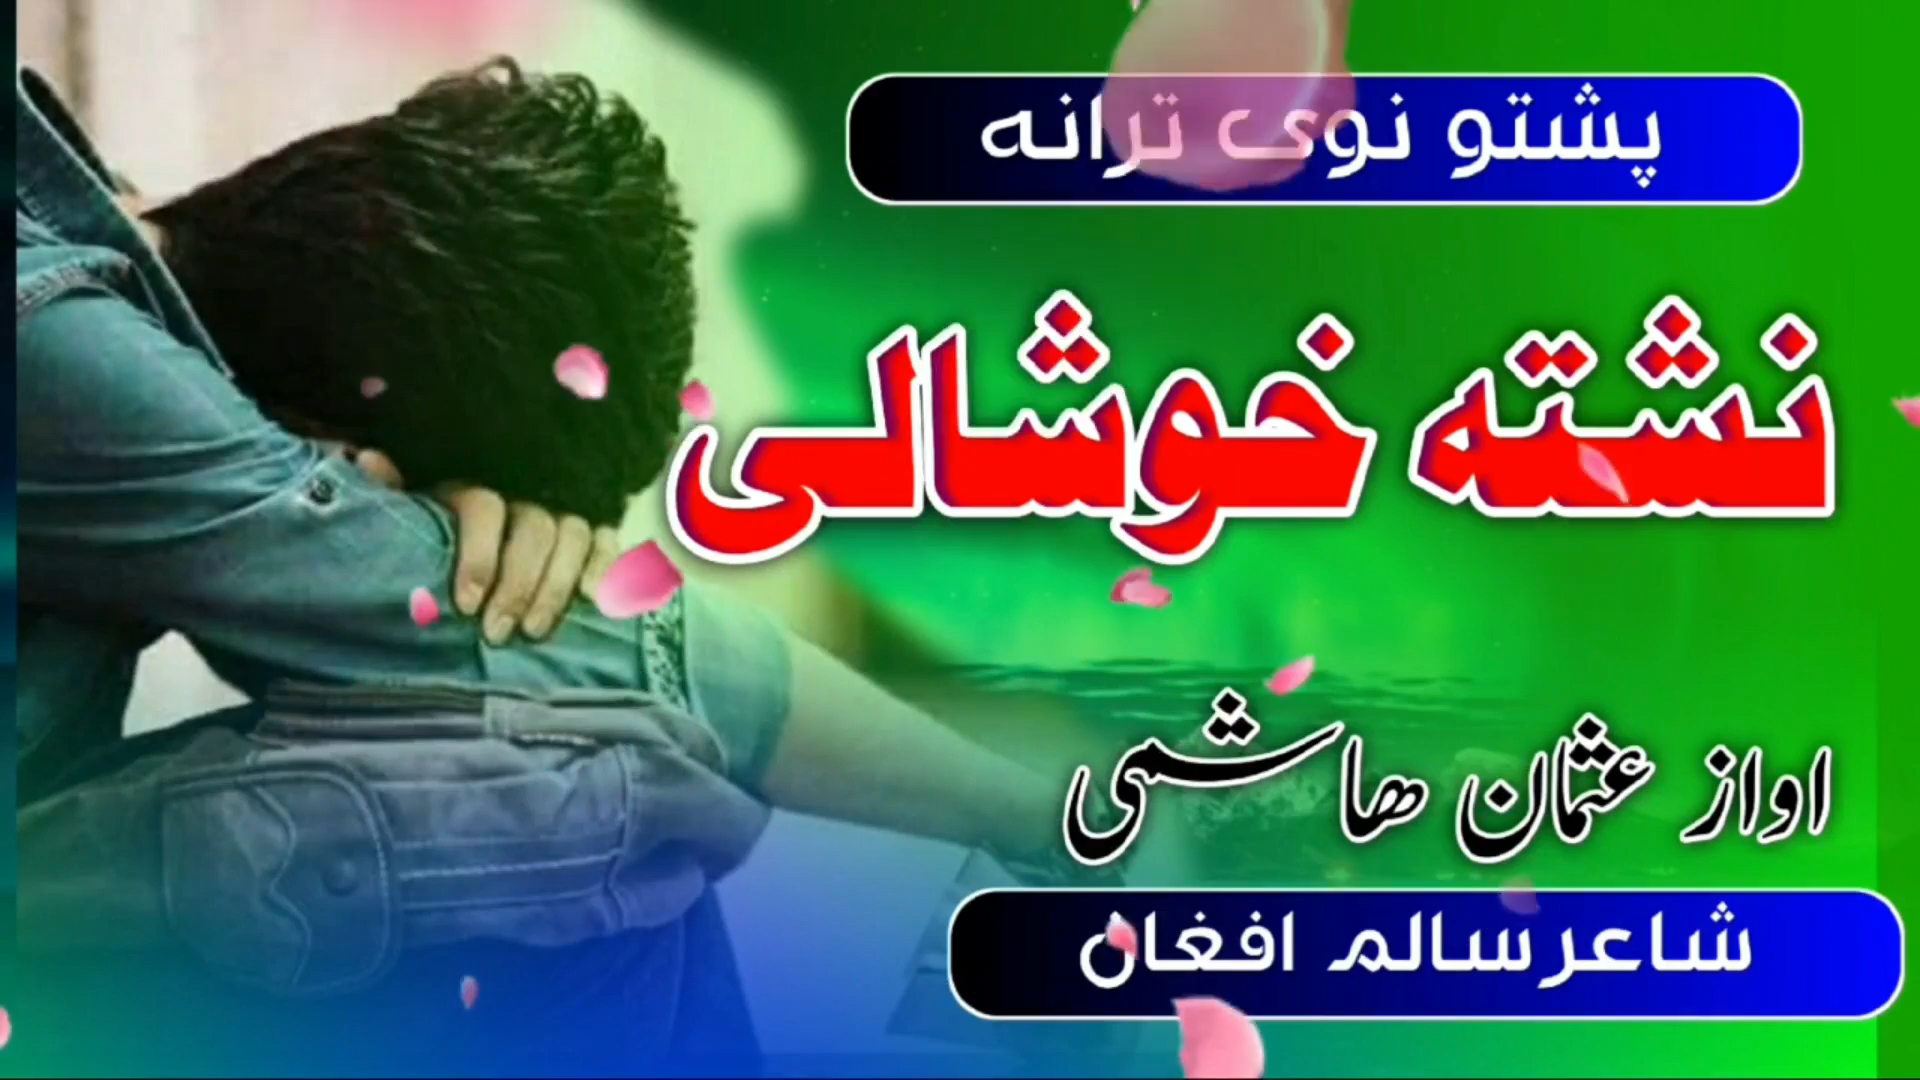 پشتو نوی ترانه
نشته خوشالی
اواز عثمان هاشمی
شاعر سالم افغان